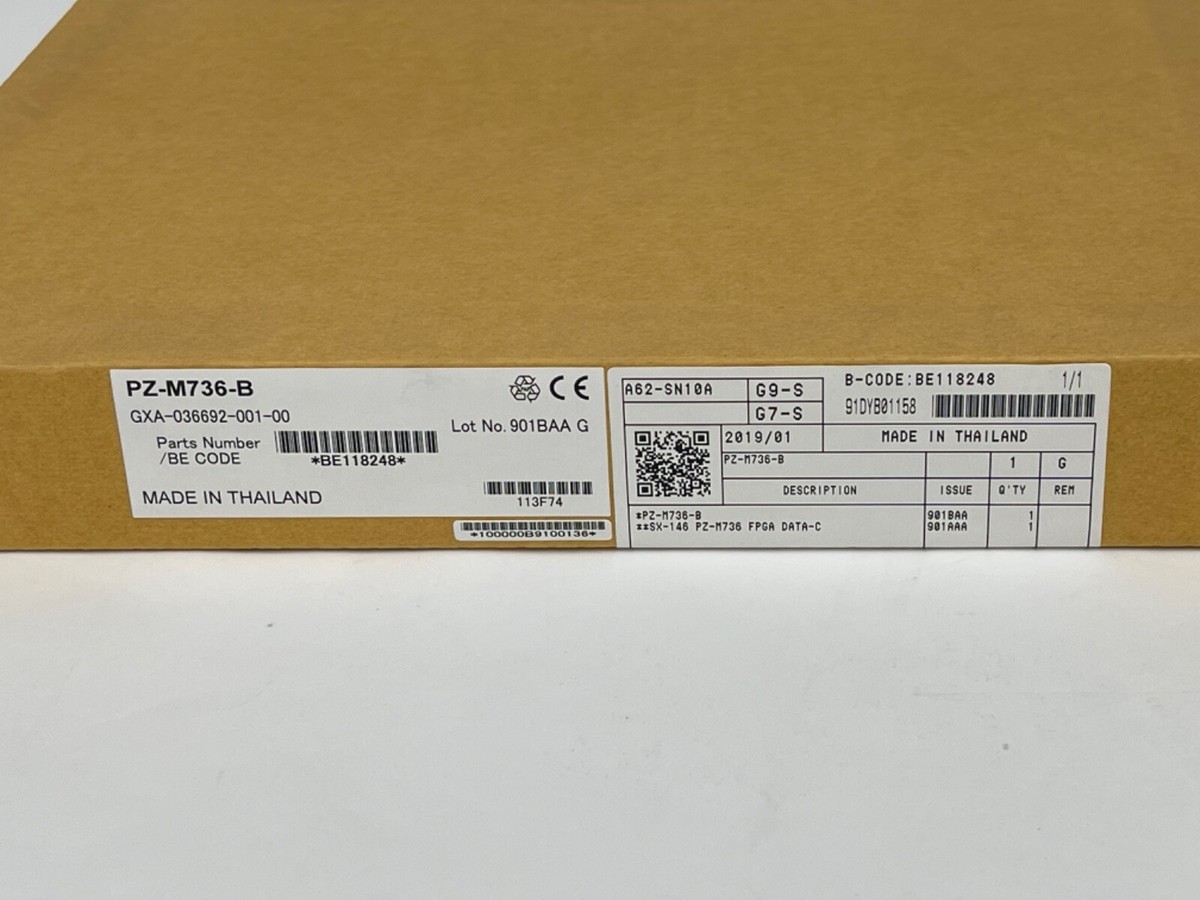 PZ-M736-B
GXA-036692-001-00
Lot No. 901BAA G
Parts Number
/BE CODE
*BE118248*
MADE IN THAILAND
113F74
*100000B9100136*
A62-SN10A
G9-S
G7-S
B-CODE:BE118248
1/1
91DYB01158
2019/01
MADE IN THAILAND
PZ-M736-B
1
G
DESCRIPTION
ISSUE
Q'TY
REM
*PZ-M736-B 901BAA 1
**SX-146 PZ-M736 FPGA DATA-C 901AAA 1